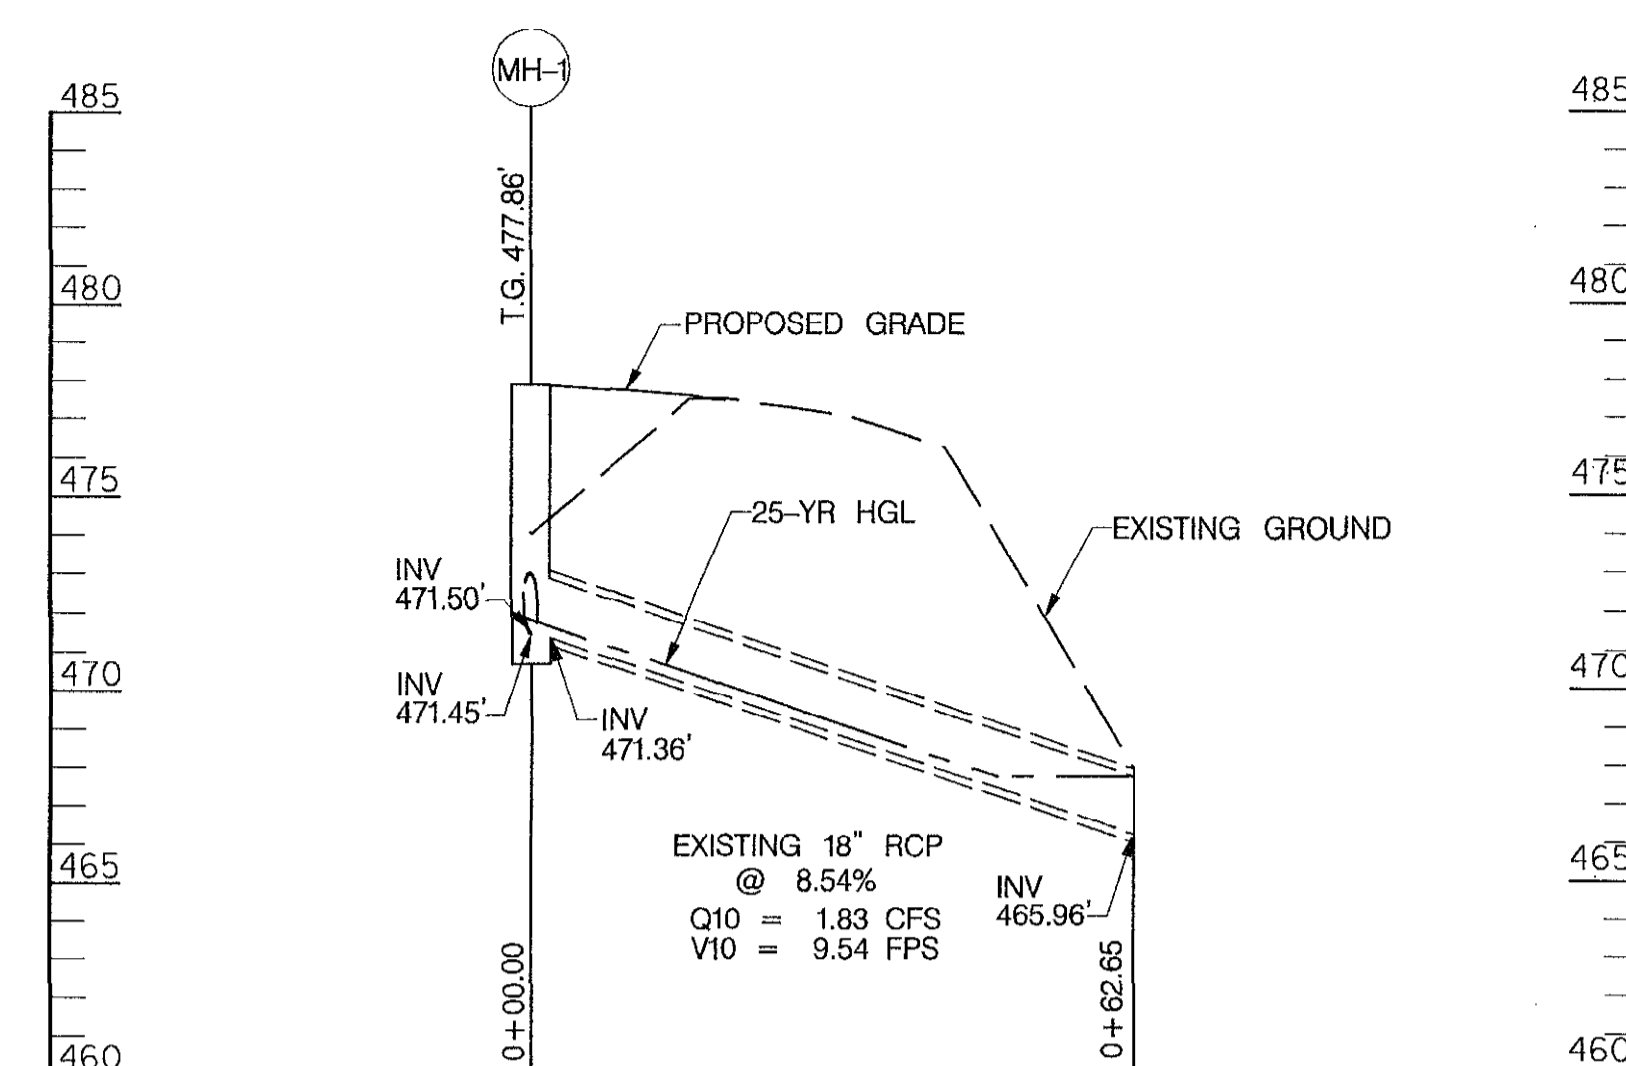 MH-1
485
485
T.G. 477.86'
480
480
PROPOSED GRADE
475
475
25-YR HGL
EXISTING GROUND
INV
471.50'
470
470
INV
471.45'
INV
471.36'
EXISTING 18" RCP
@ 8.54%
Q10 = 1.83 CFS
V10 = 9.54 FPS
465
465
INV
465.96'
0+00.00
0+62.65
460
460